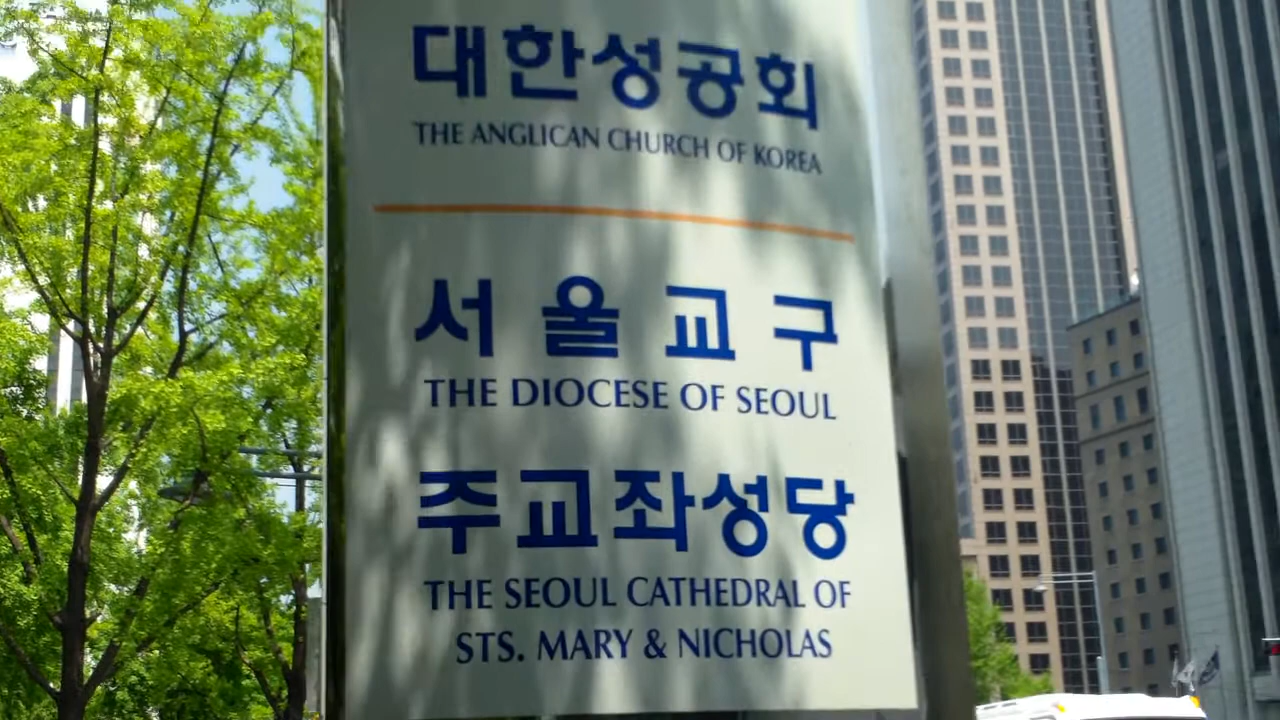 대한성공회
THE ANGLICAN CHURCH OF KOREA
서울교구
THE DIOCESE OF SEOUL
주교좌성당
THE SEOUL CATHEDRAL OF
STS. MARY & NICHOLAS